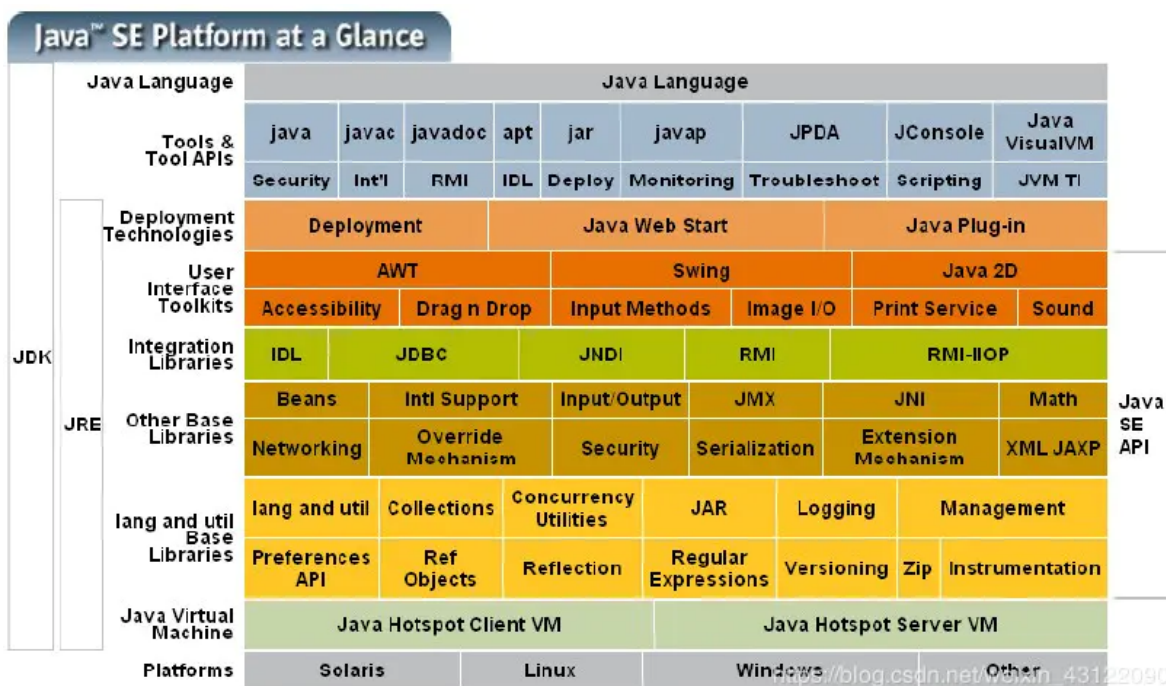 Java™ SE Platform at a Glance
Java Language Java Language
Tools & Tool APIs
java javac javadoc apt jar javap JPDA JConsole Java VisualVM
Security Int'l RMI IDL Deploy Monitoring Troubleshoot Scripting JVM TI
Deployment Technologies
Deployment Java Web Start Java Plug-in
User Interface Toolkits
AWT Swing Java 2D
Accessibility Drag n Drop Input Methods Image I/O Print Service Sound
Integration Libraries
IDL JDBC JNDI RMI RMI-IIOP
JDK
JRE
Other Base Libraries
Beans Intl Support Input/Output JMX JNI Math
Networking Override Mechanism Security Serialization Extension Mechanism XML JAXP
Java SE API
lang and util Base Libraries
lang and util Collections Concurrency Utilities JAR Logging Management
Preferences API Ref Objects Reflection Regular Expressions Versioning Zip Instrumentation
Java Virtual Machine
Java Hotspot Client VM Java Hotspot Server VM
Platforms Solaris Linux Windows Other
https://blog.csdn.net/weixin_43122090